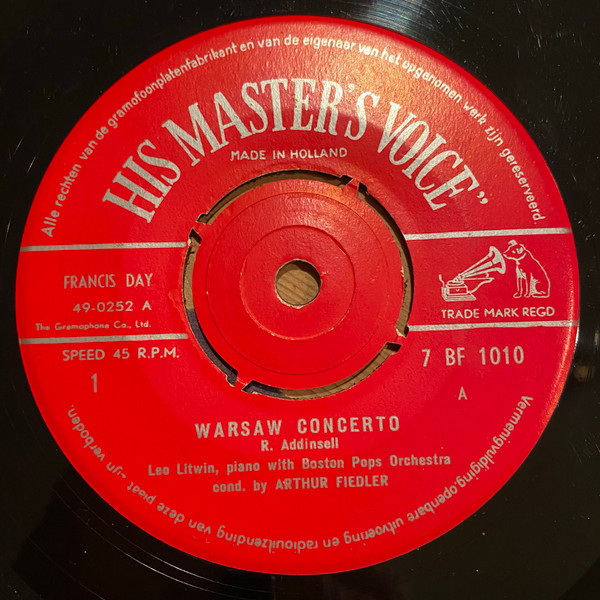 Alle rechten van de gramofoonplatenfabrikant en van de eigenaar van het opgenomen werk zijn gereserveerd.
HIS MASTER'S VOICE"
MADE IN HOLLAND
FRANCIS DAY
49-0252 A
The Gramophone Co., Ltd.
TRADE MARK REGD
SPEED 45 R.P.M.
7 BF 1010
1
A
WARSAW CONCERTO
R. Addinsell
Leo Litwin, piano with Boston Pops Orchestra
cond. by ARTHUR FIEDLER
Vermenigvuldiging, openbare uitvoering en radiouitzending van deze plaat zijn verboden.